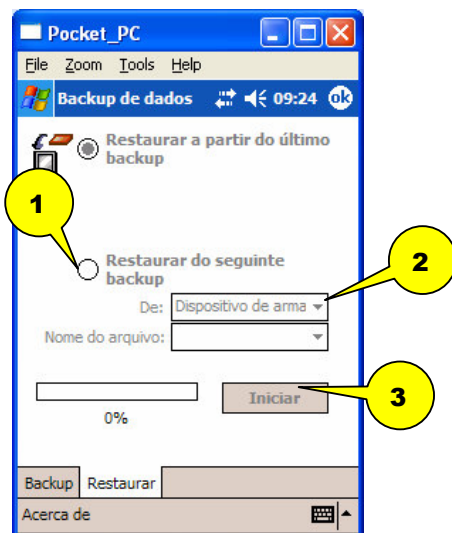 Pocket_PC
File Zoom Tools Help
Backup de dados 09:24 ok
Restaurar a partir do último
backup
1
Restaurar do seguinte
backup
2
De: Dispositivo de arma
Nome do arquivo:
Iniciar
3
0%
Backup Restaurar
Acerca de